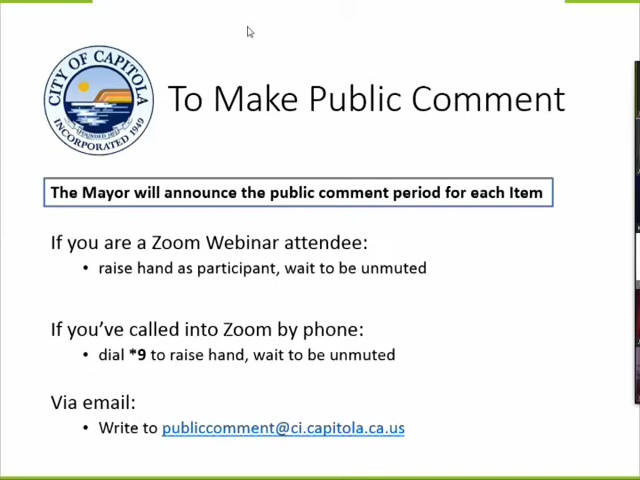 CITY OF CAPITOLA
INCORPORATED 1949
To Make Public Comment
The Mayor will announce the public comment period for each Item
If you are a Zoom Webinar attendee:
• raise hand as participant, wait to be unmuted
If you’ve called into Zoom by phone:
• dial *9 to raise hand, wait to be unmuted
Via email:
• Write to publiccomment@ci.capitola.ca.us